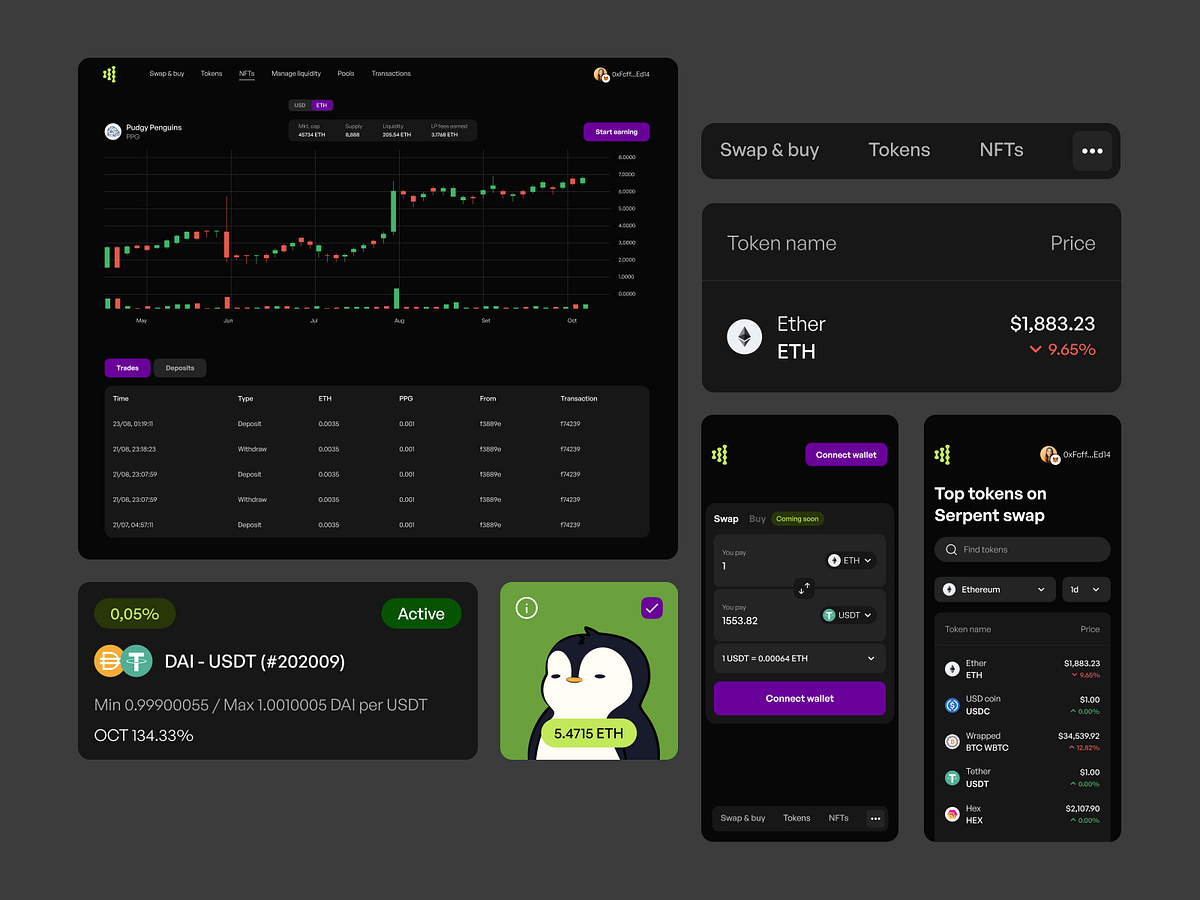 Swap & buy Tokens NFTs Manage liquidity Pools Transactions 0xFcff...Ed14
USD ETH
Pudgy Penguins
PPG
Mkt. cap Supply Liquidity LP fees earned
45734 ETH 8,888 205.54 ETH 3.1768 ETH
Start earning
8.0000
7.0000
6.0000
5.0000
4.0000
3.0000
2.0000
1.0000
0.0000
May Jun Jul Aug Set Oct
Trades Deposits
Time Type ETH PPG From Transaction
23/08, 01:19:11 Deposit 0.0035 0.001 f3889e f74239
21/08, 23:18:23 Withdraw 0.0035 0.001 f3889e f74239
21/08, 23:07:59 Deposit 0.0035 0.001 f3889e f74239
21/08, 23:07:59 Withdraw 0.0035 0.001 f3889e f74239
21/07, 04:57:11 Deposit 0.0035 0.001 f3889e f74239
Swap & buy Tokens NFTs
Token name Price
Ether $1,883.23
ETH 9.65%
0,05% Active
DAI - USDT (#202009)
Min 0.99900055 / Max 1.0010005 DAI per USDT
OCT 134.33%
5.4715 ETH
Connect wallet
Swap Buy Coming soon
You pay
1 ETH
You pay
1553.82 USDT
1 USDT = 0.00064 ETH
Connect wallet
Swap & buy Tokens NFTs
0xFcff...Ed14
Top tokens on
Serpent swap
Find tokens
Ethereum 1d
Token name Price
Ether $1,883.23
ETH 9.65%
USD coin $1.00
USDC 0.00%
Wrapped $34,539.92
BTC WBTC 12.82%
Tether $1.00
USDT 0.00%
Hex $2,107.90
HEX 0.00%